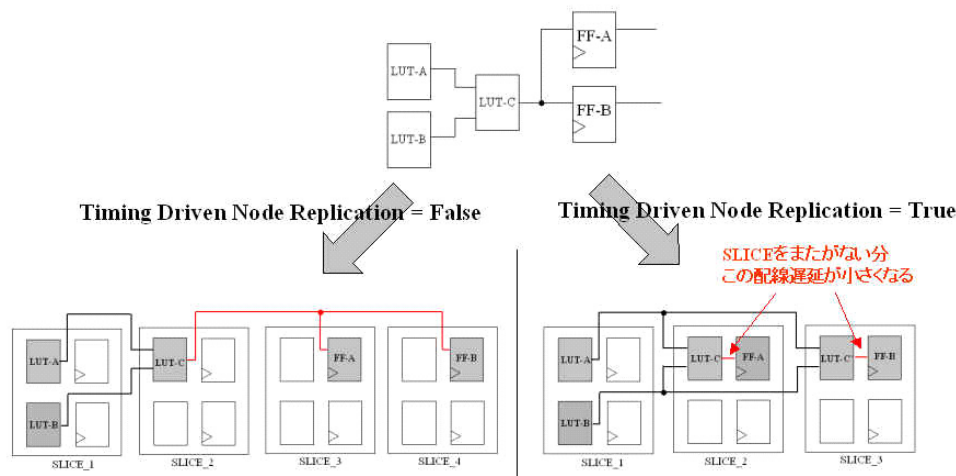 FF-A
LUT-A
LUT-C
FF-B
LUT-B
Timing Driven Node Replication = False
Timing Driven Node Replication = True
SLICEをまたがない分
この配線遅延が小さくなる
LUT-A
LUT-C
FF-A
FF-B
LUT-B
SLICE_1
SLICE_2
SLICE_3
SLICE_4
LUT-A
LUT-C
FF-A
LUT-C'
FF-B
LUT-B
SLICE_1
SLICE_2
SLICE_3